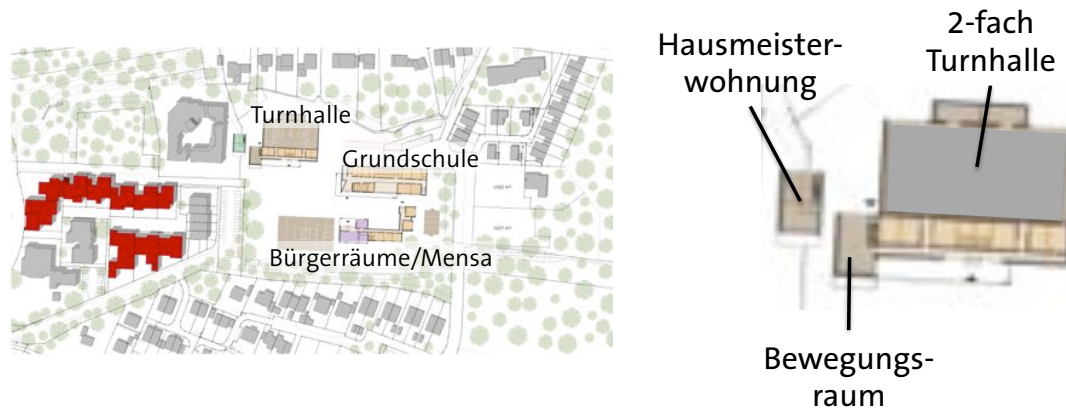 Turnhalle
Grundschule
Bürgerräume/Mensa
Hausmeister-
wohnung
2-fach
Turnhalle
Bewegungs-
raum